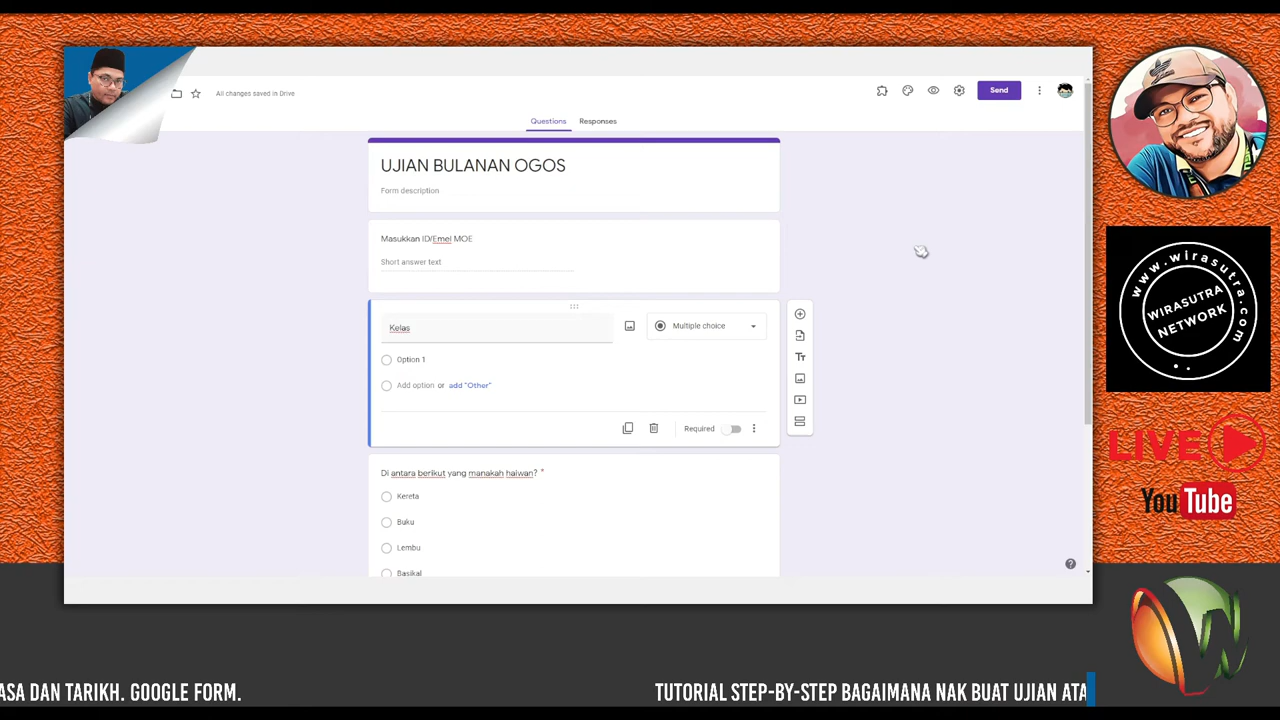 All changes saved in Drive
Send
Questions
Responses
UJIAN BULANAN OGOS
Form description
Masukkan ID/Emel MOE
Short answer text
Kelas
Multiple choice
Option 1
Add option or add "Other"
Required
Di antara berikut yang manakah haiwan? *
Kereta
Buku
Lembu
Basikal
www.wirasutra.com
WIRASUTRA
NETWORK
LIVE
YouTube
W
ASA DAN TARIKH. GOOGLE FORM.
TUTORIAL STEP-BY-STEP BAGAIMANA NAK BUAT UJIAN ATA